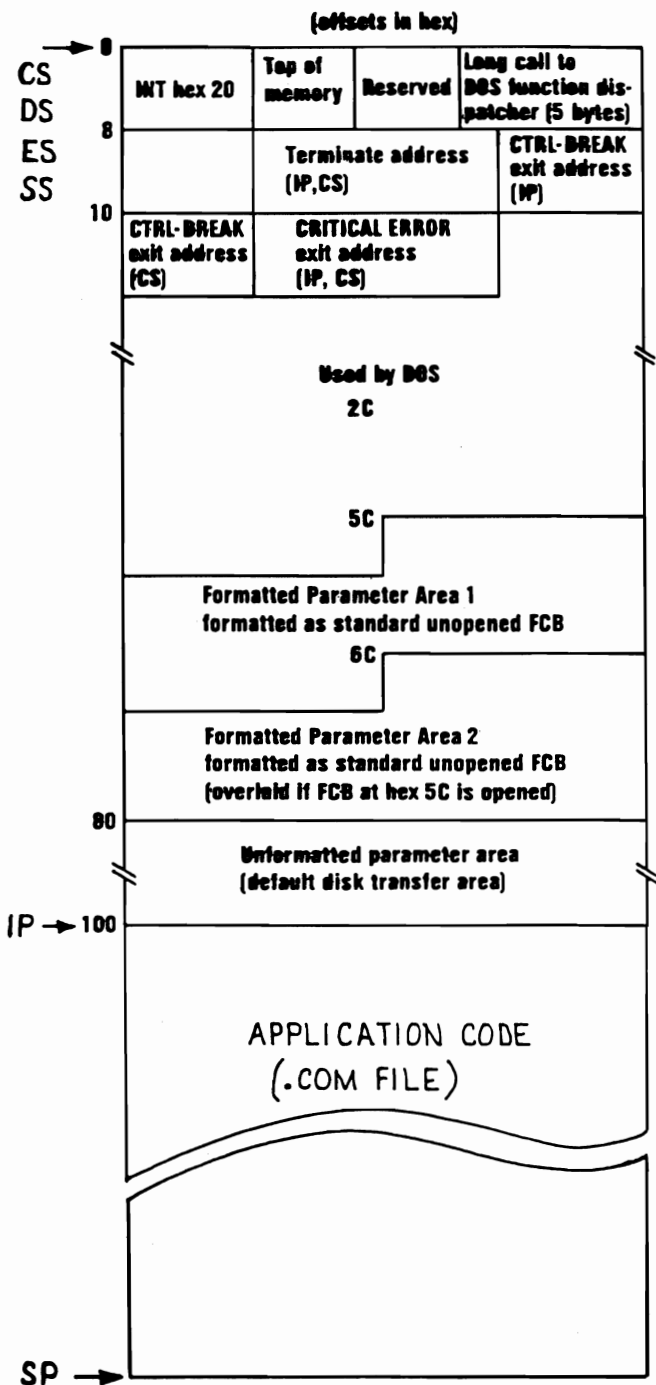 (offsets in hex)
0
CS
DS
ES
SS
INT hex 20
Top of
memory
Reserved
Long call to
DOS function dis-
patcher (5 bytes)
8
Terminate address
(IP,CS)
CTRL-BREAK
exit address
(IP)
10
CTRL-BREAK
exit address
(CS)
CRITICAL ERROR
exit address
(IP, CS)
Used by DOS
2C
5C
Formatted Parameter Area 1
formatted as standard unopened FCB
6C
Formatted Parameter Area 2
formatted as standard unopened FCB
(overlaid if FCB at hex 5C is opened)
80
Unformatted parameter area
(default disk transfer area)
IP → 100
APPLICATION CODE
(.COM FILE)
SP →